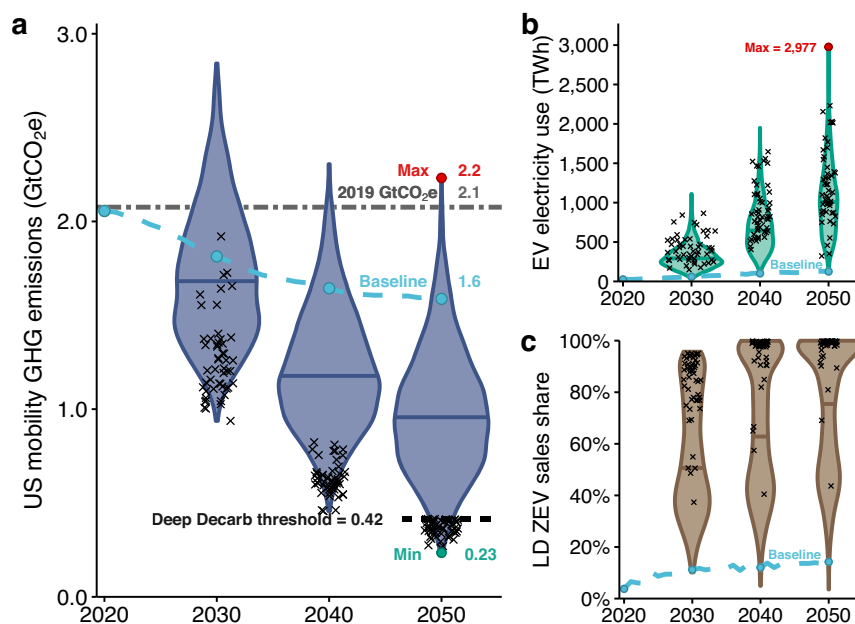 a
US mobility GHG emissions (GtCO₂e)
3.0
2.0
1.0
0.0
2020
2030
2040
2050
Max 2.2
2019 GtCO₂e 2.1
Baseline 1.6
Deep Decarb threshold = 0.42
Min 0.23
b
EV electricity use (TWh)
3,000
2,500
2,000
1,500
1,000
500
0
2020
2030
2040
2050
Max = 2,977
Baseline
c
LD ZEV sales share
100%
80%
60%
40%
20%
0%
2020
2030
2040
2050
Baseline